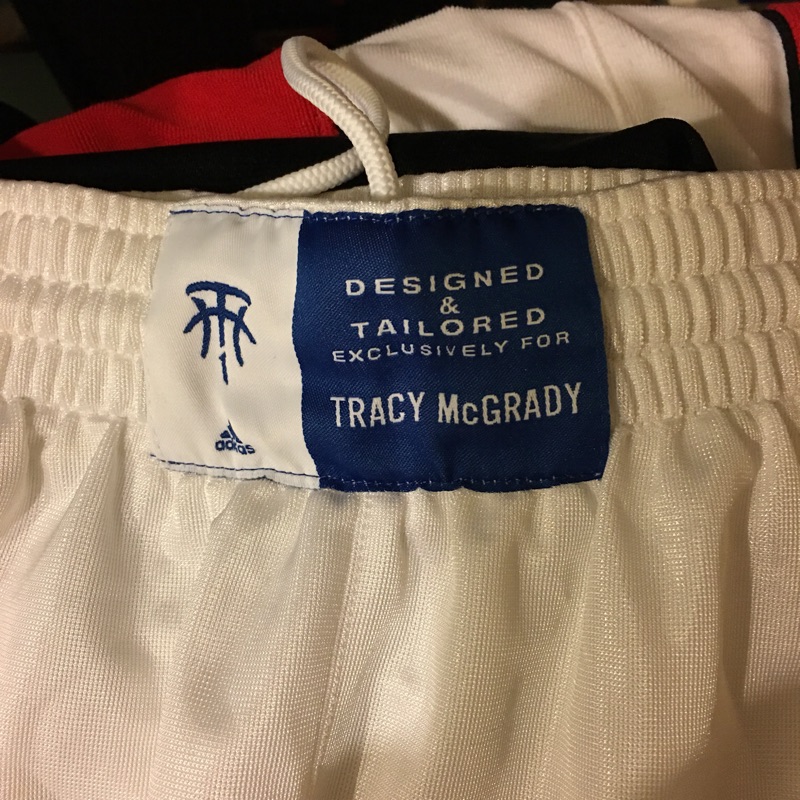 1
adidas
DESIGNED
&
TAILORED
EXCLUSIVELY FOR
TRACY McGRADY